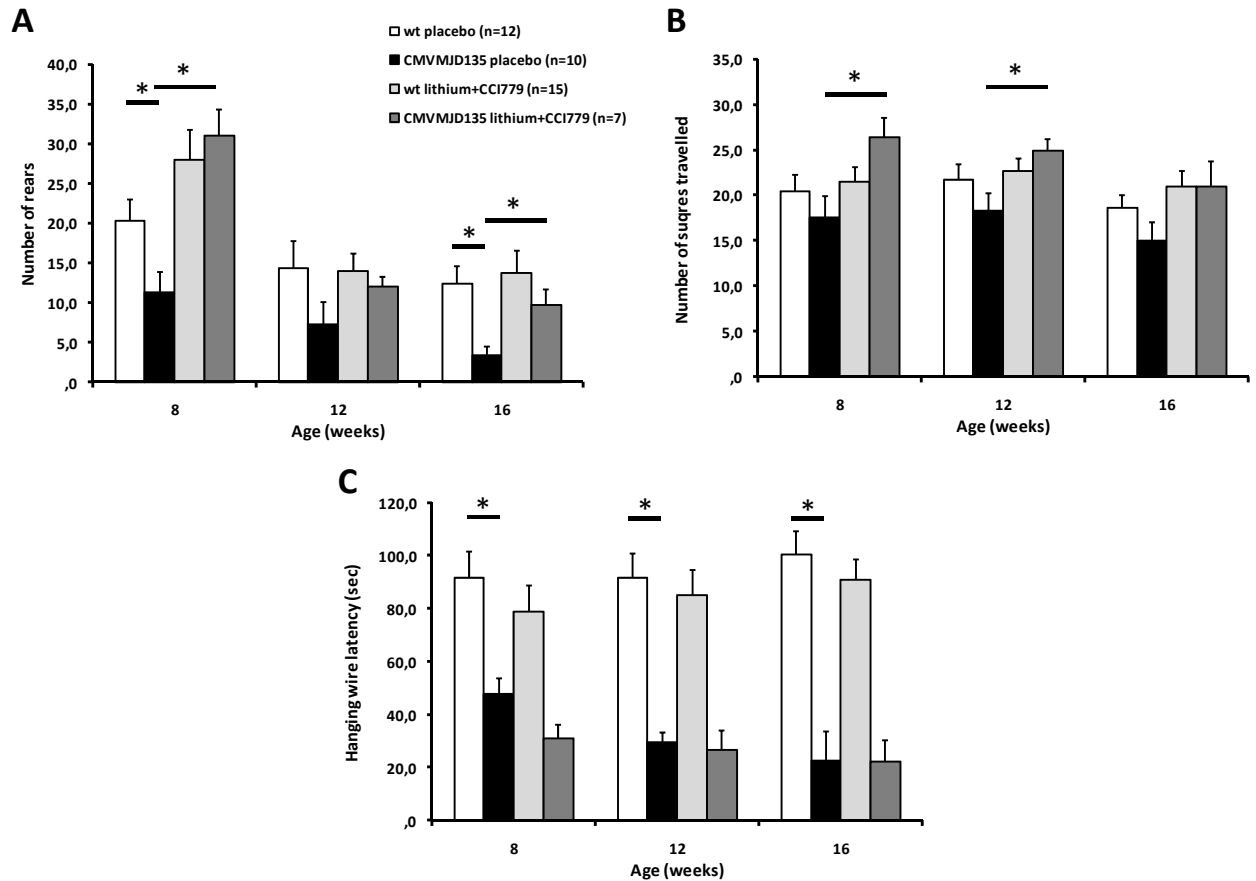 A
wt placebo (n=12)
CMVMJD135 placebo (n=10)
wt lithium+CCI779 (n=15)
CMVMJD135 lithium+CCI779 (n=7)
40,0
35,0
30,0
25,0
20,0
15,0
10,0
5,0
,0
Number of rears
* *
* *
8 12 16
Age (weeks)
B
35,0
30,0
25,0
20,0
15,0
10,0
5,0
,0
Number of suqres travelled
* *
8 12 16
Age (weeks)
C
120,0
100,0
80,0
60,0
40,0
20,0
,0
Hanging wire latency (sec)
* * *
8 12 16
Age (weeks)